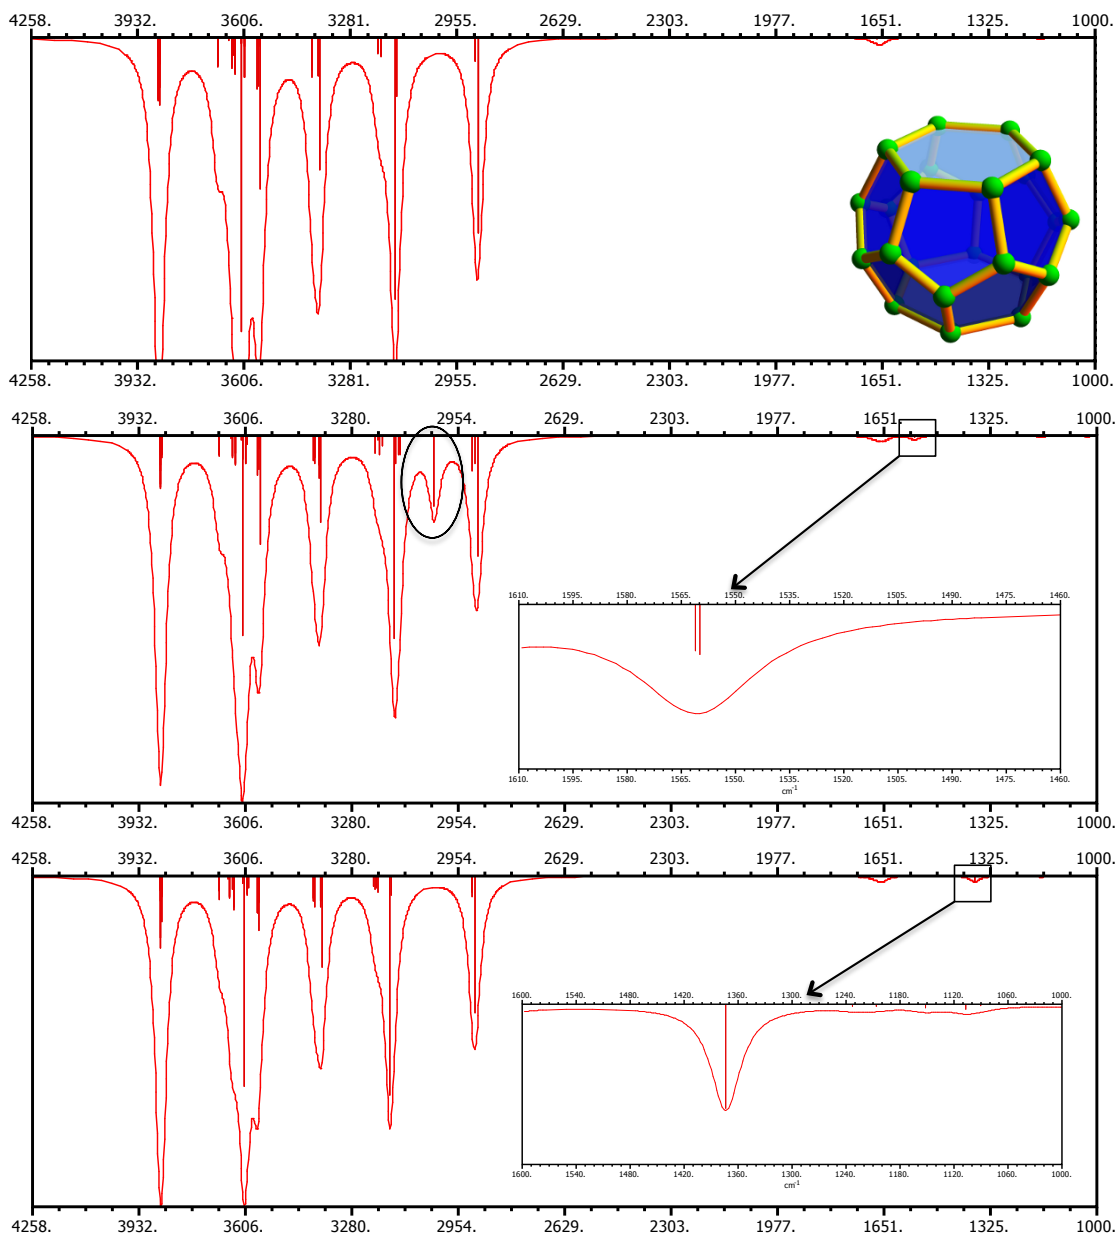 4258. 3932. 3606. 3281. 2955. 2629. 2303. 1977. 1651. 1325. 1000.
4258. 3932. 3606. 3281. 2955. 2629. 2303. 1977. 1651. 1325. 1000.
4258. 3932. 3606. 3280. 2954. 2629. 2303. 1977. 1651. 1325. 1000.
1610. 1595. 1580. 1565. 1550. 1535. 1520. 1505. 1490. 1475. 1460.
1610. 1595. 1580. 1565. 1550. 1535. 1520. 1505. 1490. 1475. 1460.
cm-1
4258. 3932. 3606. 3280. 2954. 2629. 2303. 1977. 1651. 1325. 1000.
4258. 3932. 3606. 3280. 2954. 2629. 2303. 1977. 1651. 1325. 1000.
1600. 1540. 1480. 1420. 1360. 1300. 1240. 1180. 1120. 1060. 1000.
1600. 1540. 1480. 1420. 1360. 1300. 1240. 1180. 1120. 1060. 1000.
cm-1
4258. 3932. 3606. 3280. 2954. 2629. 2303. 1977. 1651. 1325. 1000.